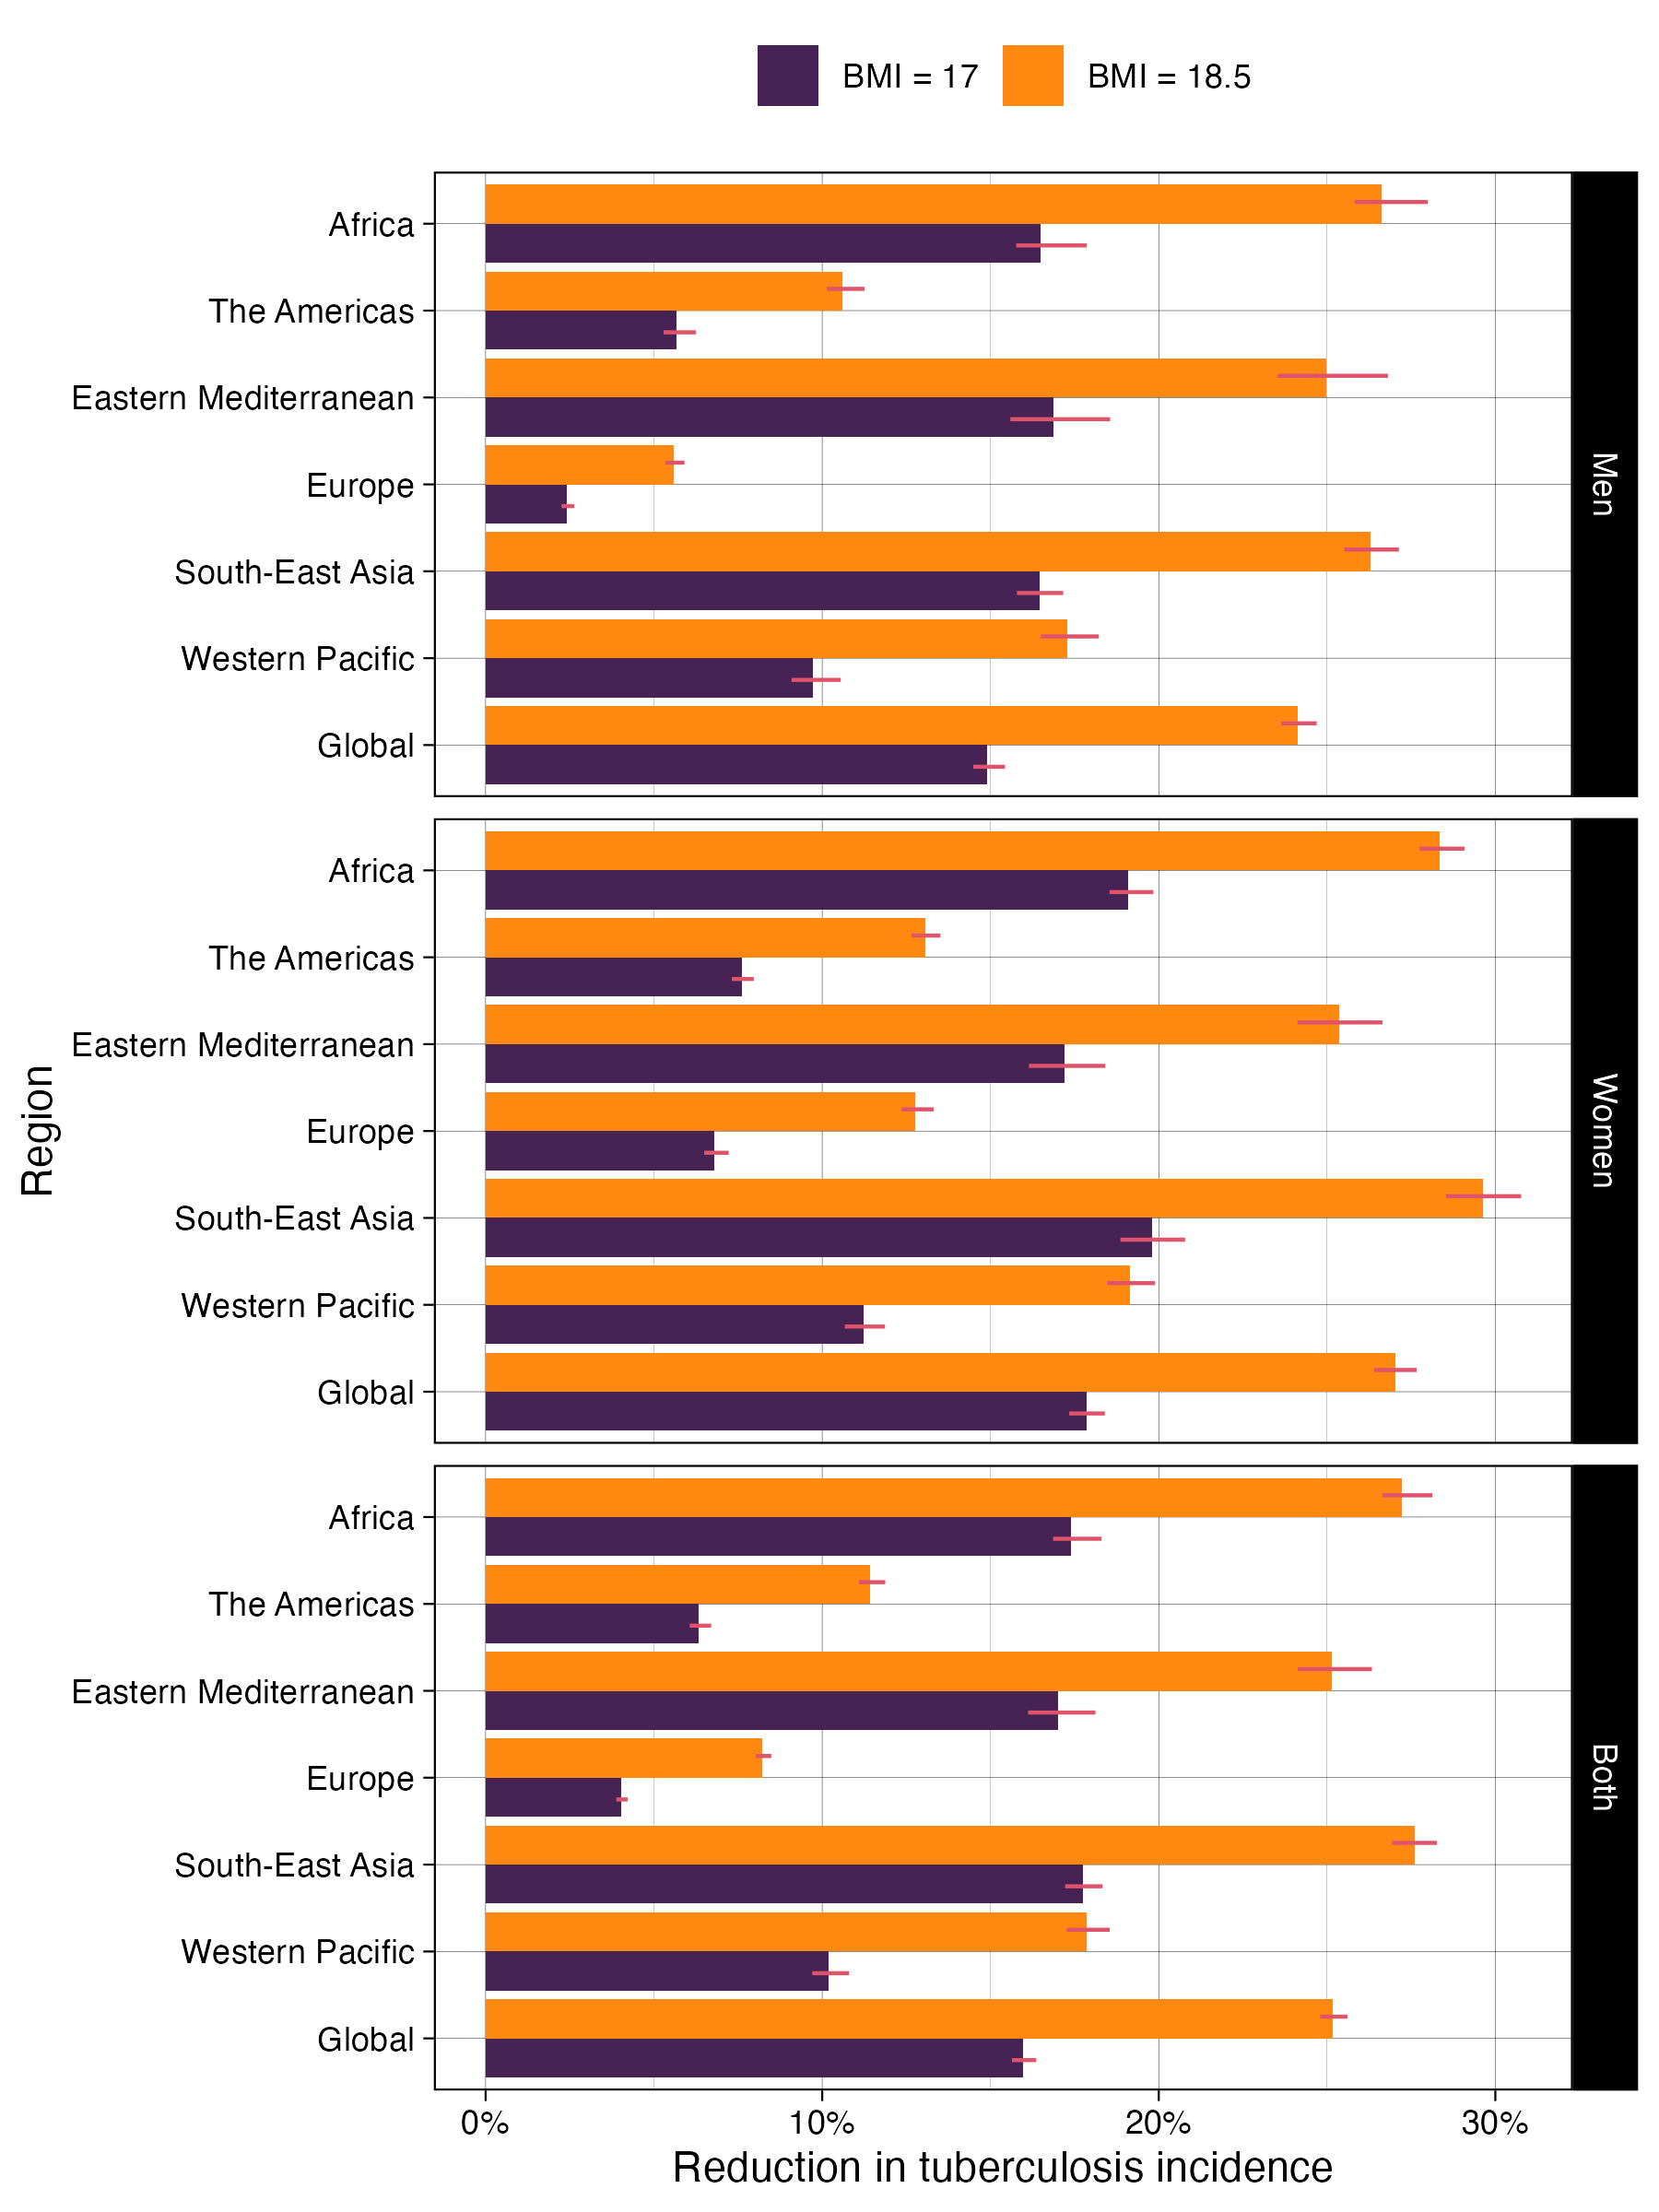 BMI = 17 BMI = 18.5
Africa
The Americas
Eastern Mediterranean
Europe
South-East Asia
Western Pacific
Global
Men
Africa
The Americas
Eastern Mediterranean
Europe
South-East Asia
Western Pacific
Global
Women
Africa
The Americas
Eastern Mediterranean
Europe
South-East Asia
Western Pacific
Global
Both
Region
0% 10% 20% 30%
Reduction in tuberculosis incidence